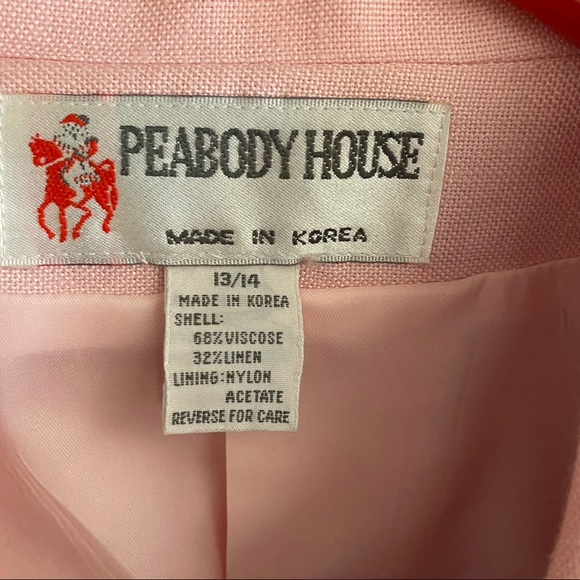 PEABODY HOUSE
MADE IN KOREA
13/14
MADE IN KOREA
SHELL:
68%VISCOSE
32%LINEN
LINING:NYLON
ACETATE
REVERSE FOR CARE